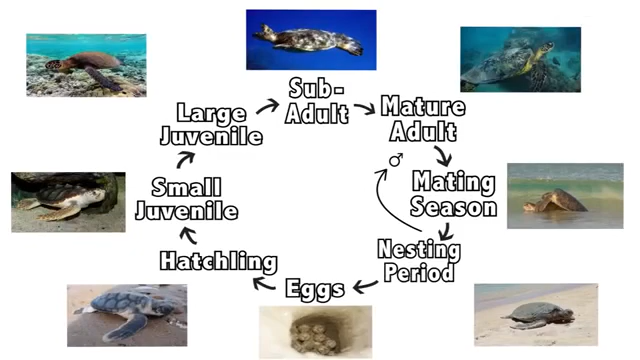 Sub-
Adult
Mature
Adult
Mating
Season
Nesting
Period
Eggs
Hatchling
Small
Juvenile
Large
Juvenile
♂